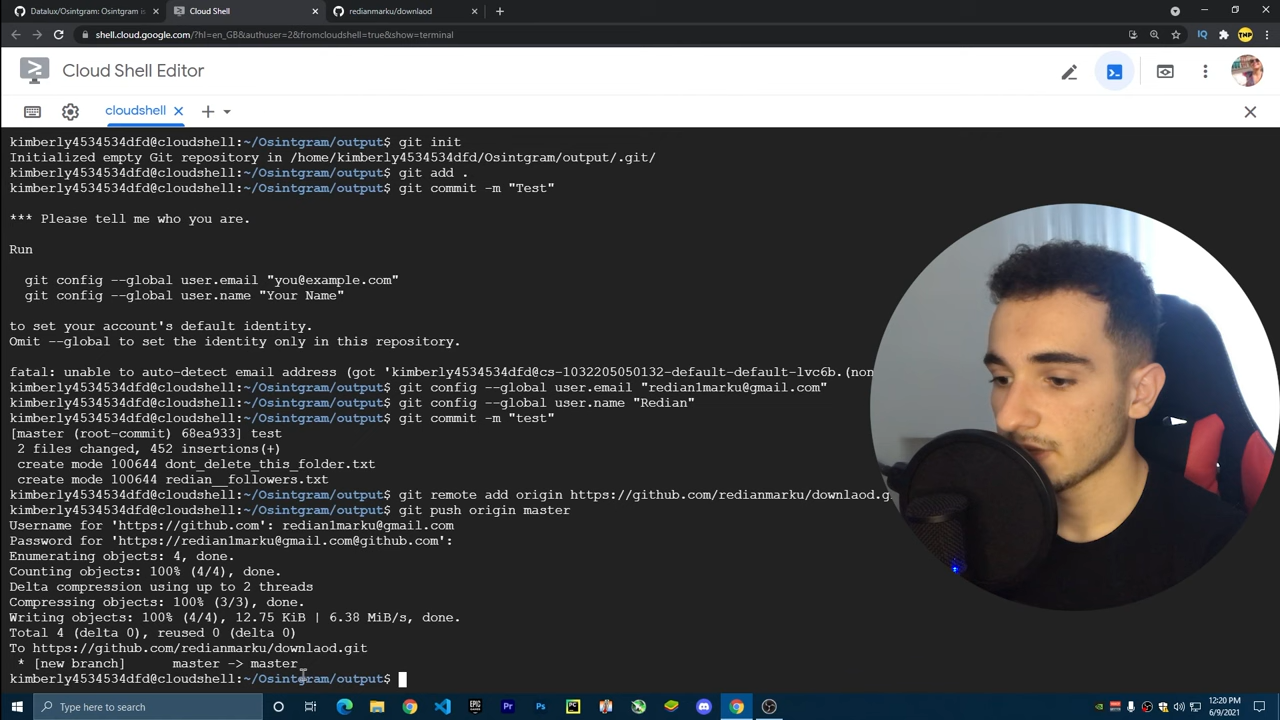 Datalux/Osintgram: Osintgram is
Cloud Shell
redianmarku/downlaod
shell.cloud.google.com/?hl=en_GB&authuser=2&fromcloudshell=true&show=terminal
Cloud Shell Editor
cloudshell
kimberly4534534dfd@cloudshell:~/Osintgram/output$ git init
Initialized empty Git repository in /home/kimberly4534534dfd/Osintgram/output/.git/
kimberly4534534dfd@cloudshell:~/Osintgram/output$ git add .
kimberly4534534dfd@cloudshell:~/Osintgram/output$ git commit -m "Test"
*** Please tell me who you are.
Run
git config --global user.email "you@example.com"
git config --global user.name "Your Name"
to set your account's default identity.
Omit --global to set the identity only in this repository.
fatal: unable to auto-detect email address (got 'kimberly4534534dfd@cs-1032205050132-default-default-lvc6b.(non
kimberly4534534dfd@cloudshell:~/Osintgram/output$ git config --global user.email "redian1marku@gmail.com"
kimberly4534534dfd@cloudshell:~/Osintgram/output$ git config --global user.name "Redian"
kimberly4534534dfd@cloudshell:~/Osintgram/output$ git commit -m "test"
[master (root-commit) 68ea933] test
2 files changed, 452 insertions(+)
create mode 100644 dont_delete_this_folder.txt
create mode 100644 redian__followers.txt
kimberly4534534dfd@cloudshell:~/Osintgram/output$ git remote add origin https://github.com/redianmarku/downlaod.g
kimberly4534534dfd@cloudshell:~/Osintgram/output$ git push origin master
Username for 'https://github.com': redian1marku@gmail.com
Password for 'https://redian1marku@gmail.com@github.com':
Enumerating objects: 4, done.
Counting objects: 100% (4/4), done.
Delta compression using up to 2 threads
Compressing objects: 100% (3/3), done.
Writing objects: 100% (4/4), 12.75 KiB | 6.38 MiB/s, done.
Total 4 (delta 0), reused 0 (delta 0)
To https://github.com/redianmarku/downlaod.git
* [new branch] master -> master
kimberly4534534dfd@cloudshell:~/Osintgram/output$
Type here to search
12:20 PM
6/9/2021